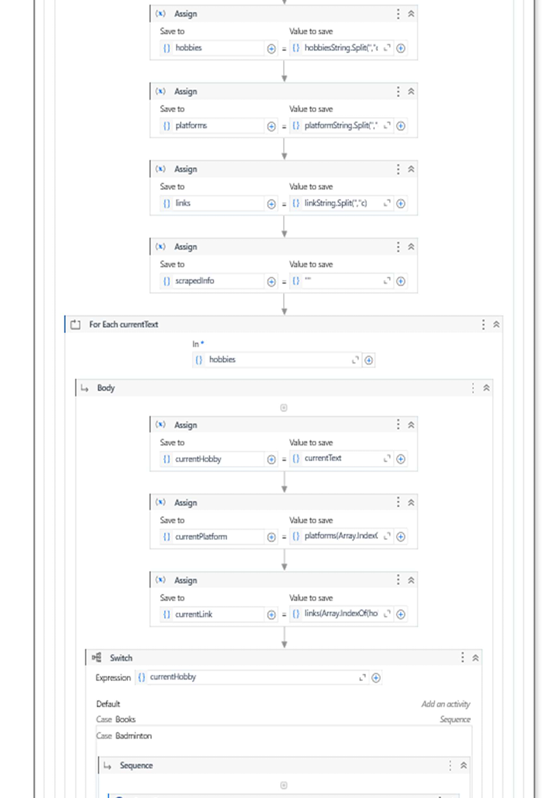 Assign
Save to Value to save
hobbies = hobbiesString.Split(","
Assign
Save to Value to save
platforms = platformString.Split(","
Assign
Save to Value to save
links = linkString.Split(","c)
Assign
Save to Value to save
scrapedInfo = ""
For Each currentText
In *
hobbies
Body
Assign
Save to Value to save
currentHobby = currentText
Assign
Save to Value to save
currentPlatform = platforms(Array.Index(
Assign
Save to Value to save
currentLink = links(Array.IndexOf(ho
Switch
Expression currentHobby
Default Add an activity
Case Books Sequence
Case Badminton
Sequence